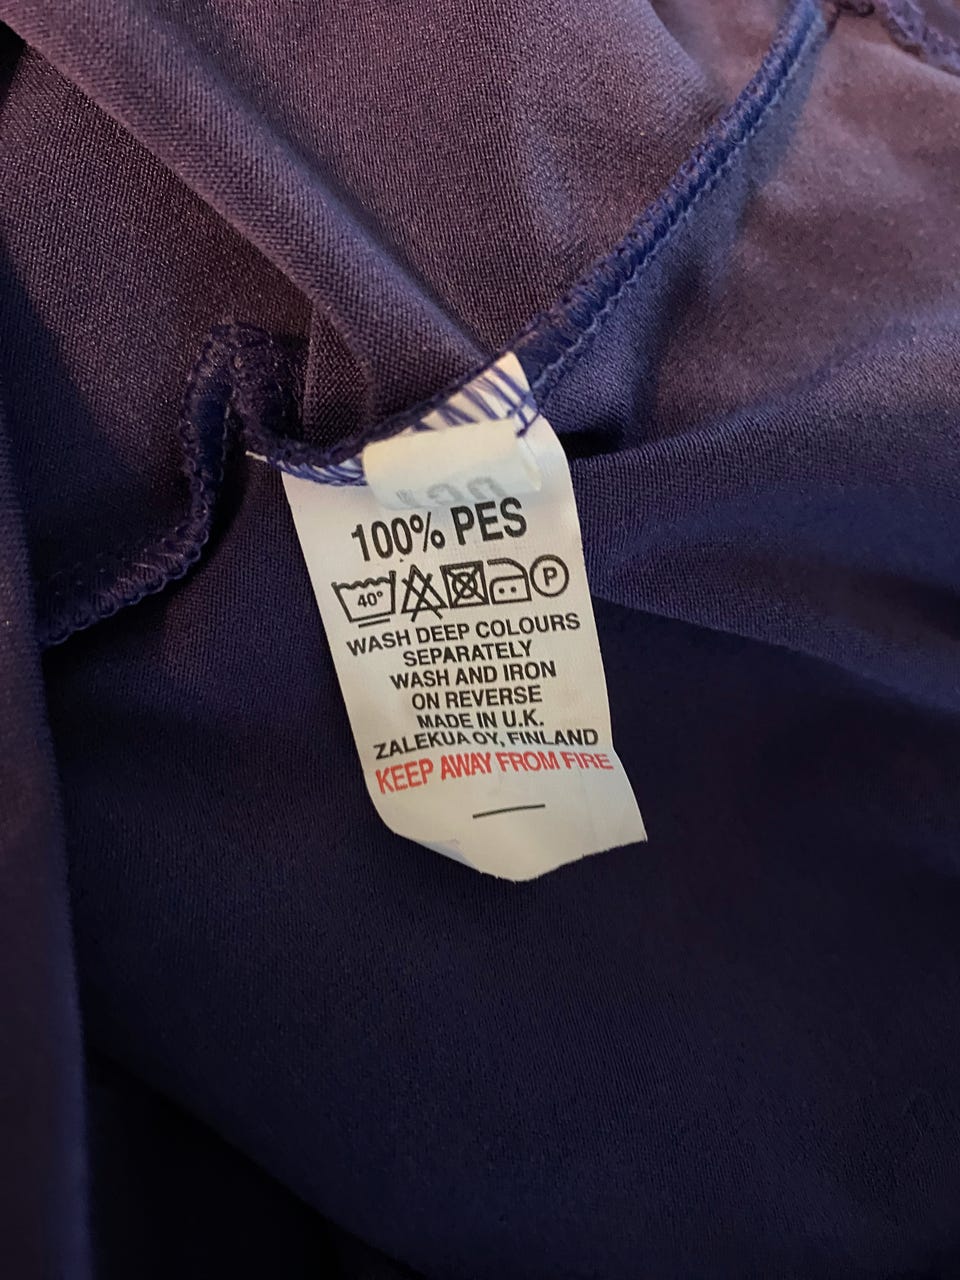 100% PES
40°
P
WASH DEEP COLOURS
SEPARATELY
WASH AND IRON
ON REVERSE
MADE IN U.K.
ZALEKUA OY, FINLAND
KEEP AWAY FROM FIRE